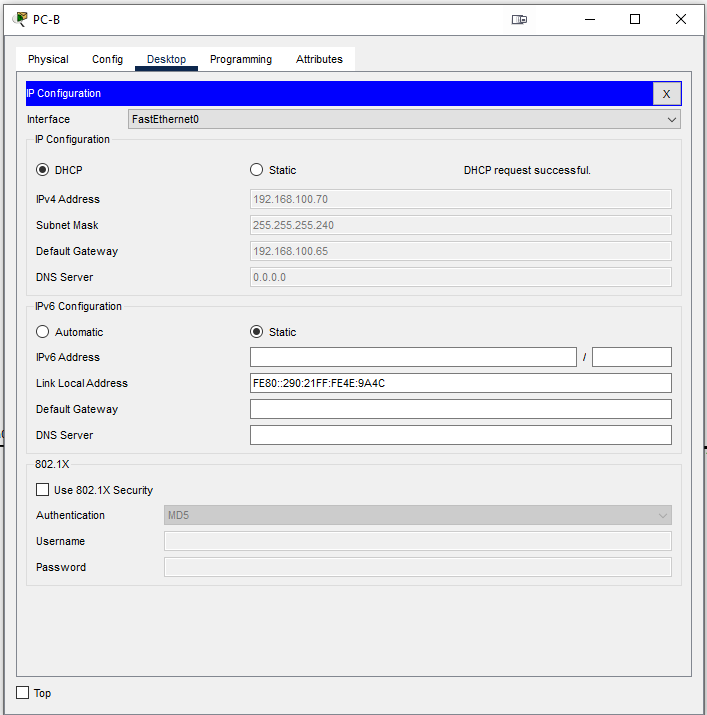 PC-B
Physical Config Desktop Programming Attributes
IP Configuration X
Interface FastEthernet0
IP Configuration
DHCP Static DHCP request successful.
IPv4 Address 192.168.100.70
Subnet Mask 255.255.255.240
Default Gateway 192.168.100.65
DNS Server 0.0.0.0
IPv6 Configuration
Automatic Static
IPv6 Address /
Link Local Address FE80::290:21FF:FE4E:9A4C
Default Gateway
DNS Server
802.1X
Use 802.1X Security
Authentication MD5
Username
Password
Top